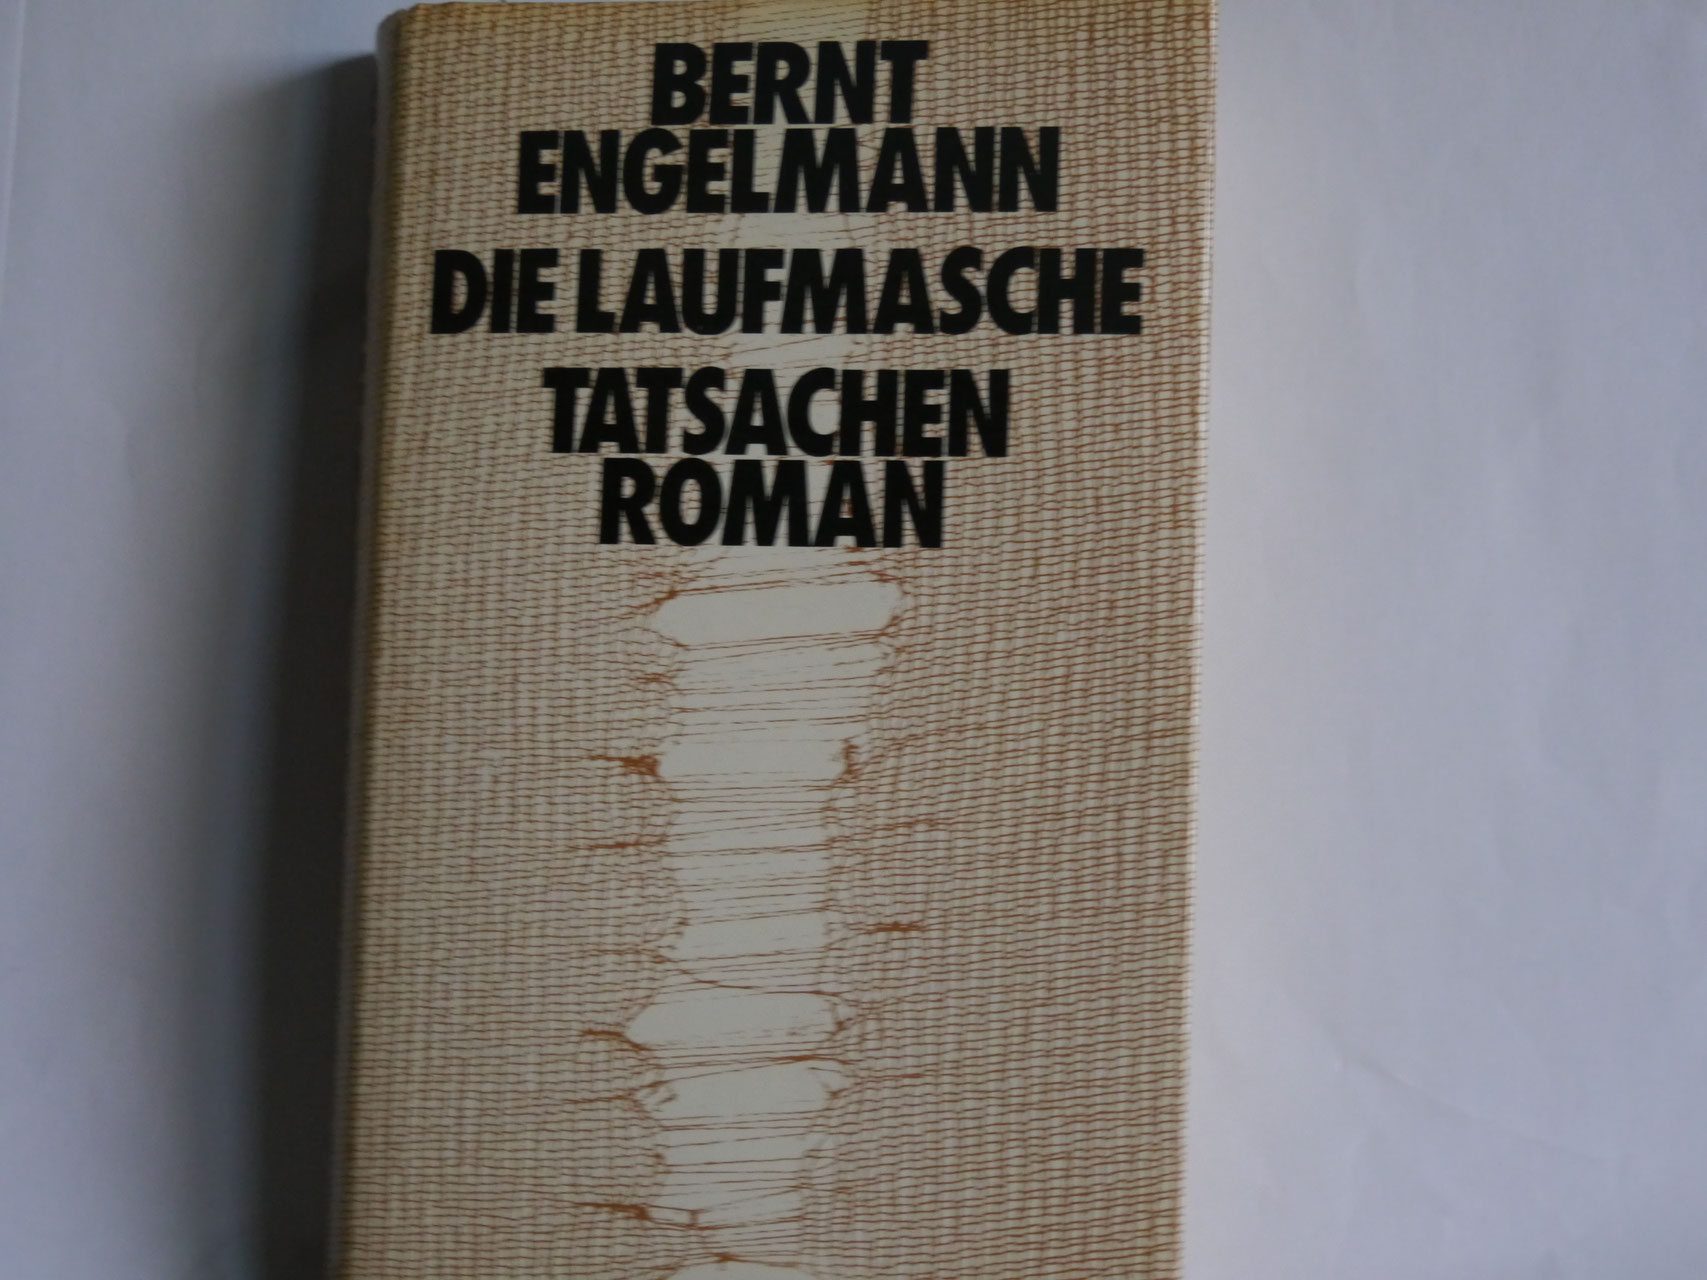 BERNT
ENGELMANN
DIE LAUFMASCHE
TATSACHEN
ROMAN